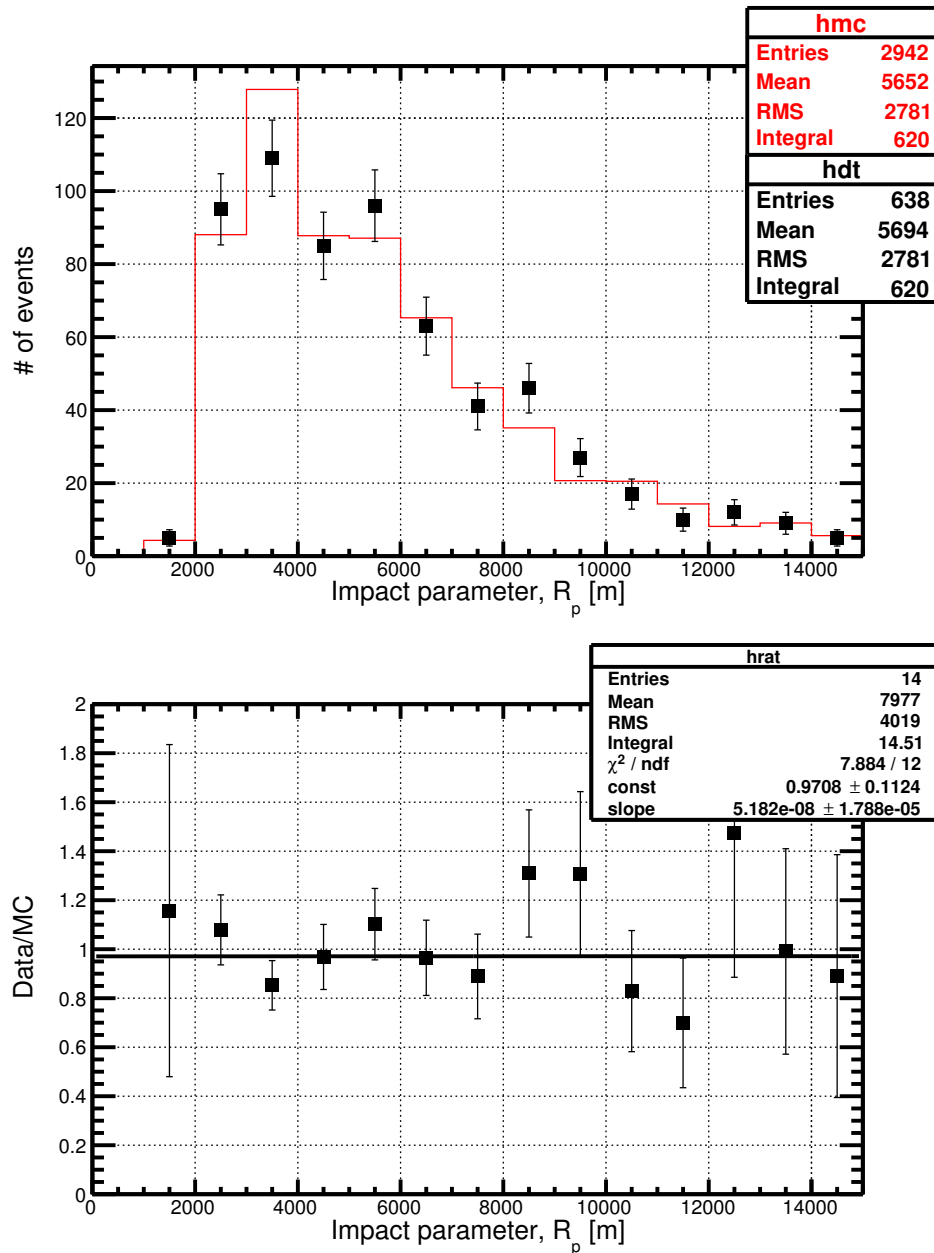 hmc
Entries 2942
Mean 5652
RMS 2781
Integral 620
hdt
Entries 638
Mean 5694
RMS 2781
Integral 620
# of events
120
100
80
60
40
20
0
0 2000 4000 6000 8000 10000 12000 14000
Impact parameter, R_p [m]
hrat
Entries 14
Mean 7977
RMS 4019
Integral 14.51
χ² / ndf 7.884 / 12
const 0.9708 ± 0.1124
slope 5.182e-08 ± 1.788e-05
Data/MC
2
1.8
1.6
1.4
1.2
1
0.8
0.6
0.4
0.2
0
0 2000 4000 6000 8000 10000 12000 14000
Impact parameter, R_p [m]